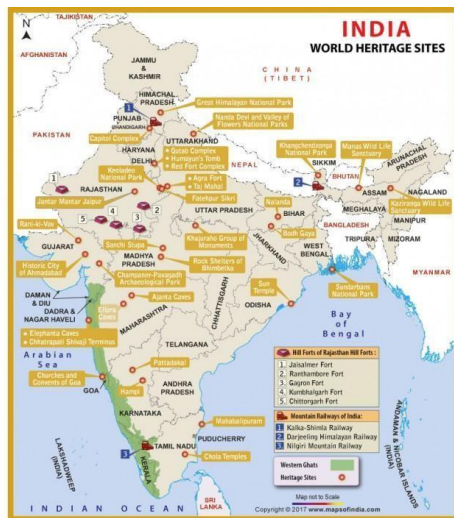 INDIA
WORLD HERITAGE SITES
N
TAJIKISTAN
AFGHANISTAN
JAMMU
&
KASHMIR
CHINA
(TIBET)
HIMACHAL
PRADESH
Great Himalayan National Park
1
PUNJAB
CHANDIGARH
Nanda Devi and Valley of
Flowers National Parks
Capitol Complex
UTTARAKHAND
HARYANA
PAKISTAN
DELHI
Qutab Complex
Humayun's Tomb
Red Fort Complex
Keoladeo
National Park
NEPAL
Khangchendzonga
National Park
SIKKIM
Manas Wild Life
Sanctuary
ARUNACHAL
PRADESH
BHUTAN
1
Agra Fort
Taj Mahal
2
Jantar Mantar Jaipur
RAJASTHAN
Fatehpur Sikri
ASSAM
NAGALAND
Kaziranga Wild Life
Sanctuary
2
UTTAR PRADESH
Nalanda
BIHAR
MEGHALAYA
MANIPUR
Rani-ki-Vav
5
4
3
Khajuraho Group of
Monuments
Bodh Gaya
BANGLADESH
TRIPURA
MIZORAM
JHARKHAND
WEST
BENGAL
GUJARAT
Sanchi Stupa
MADHYA
PRADESH
Rock Shelters of
Bhimbetka
MYANMAR
Historic City
of Ahmadabad
Champaner-Pavagadh
Archaeological Park
CHHATTISGARH
Sundarbans
National Park
DAMAN
& DIU
DADRA &
NAGAR HAVELI
Ajanta Caves
Ellora
Caves
Sun
Temple
ODISHA
MAHARASHTRA
Elephanta Caves
Chhatrapati Shivaji Terminus
Bay
of
Bengal
Arabian
Sea
TELANGANA
Hill Forts of Rajasthan Hill Forts :
1 Jaisalmer Fort
2 Ranthambore Fort
3 Gagron Fort
4 Kumbhalgarh Fort
5 Chittorgarh Fort
Churches and
Convents of Goa
Pattadakal
GOA
Hampi
ANDHRA
PRADESH
KARNATAKA
Mountain Railways of India:
1 Kalka-Shimla Railway
2 Darjeeling Himalayan Railway
3 Nilgiri Mountain Railway
ANDAMAN & NICOBAR ISLANDS
(INDIA)
Mahabalipuram
PUDUCHERRY
LAKSHADWEEP
(INDIA)
3
TAMIL NADU
KERALA
Chola Temples
Western Ghats
Heritage Sites
SRI
LANKA
Map not to Scale
Copyright © 2017 www.mapsofindia.com
INDIAN OCEAN